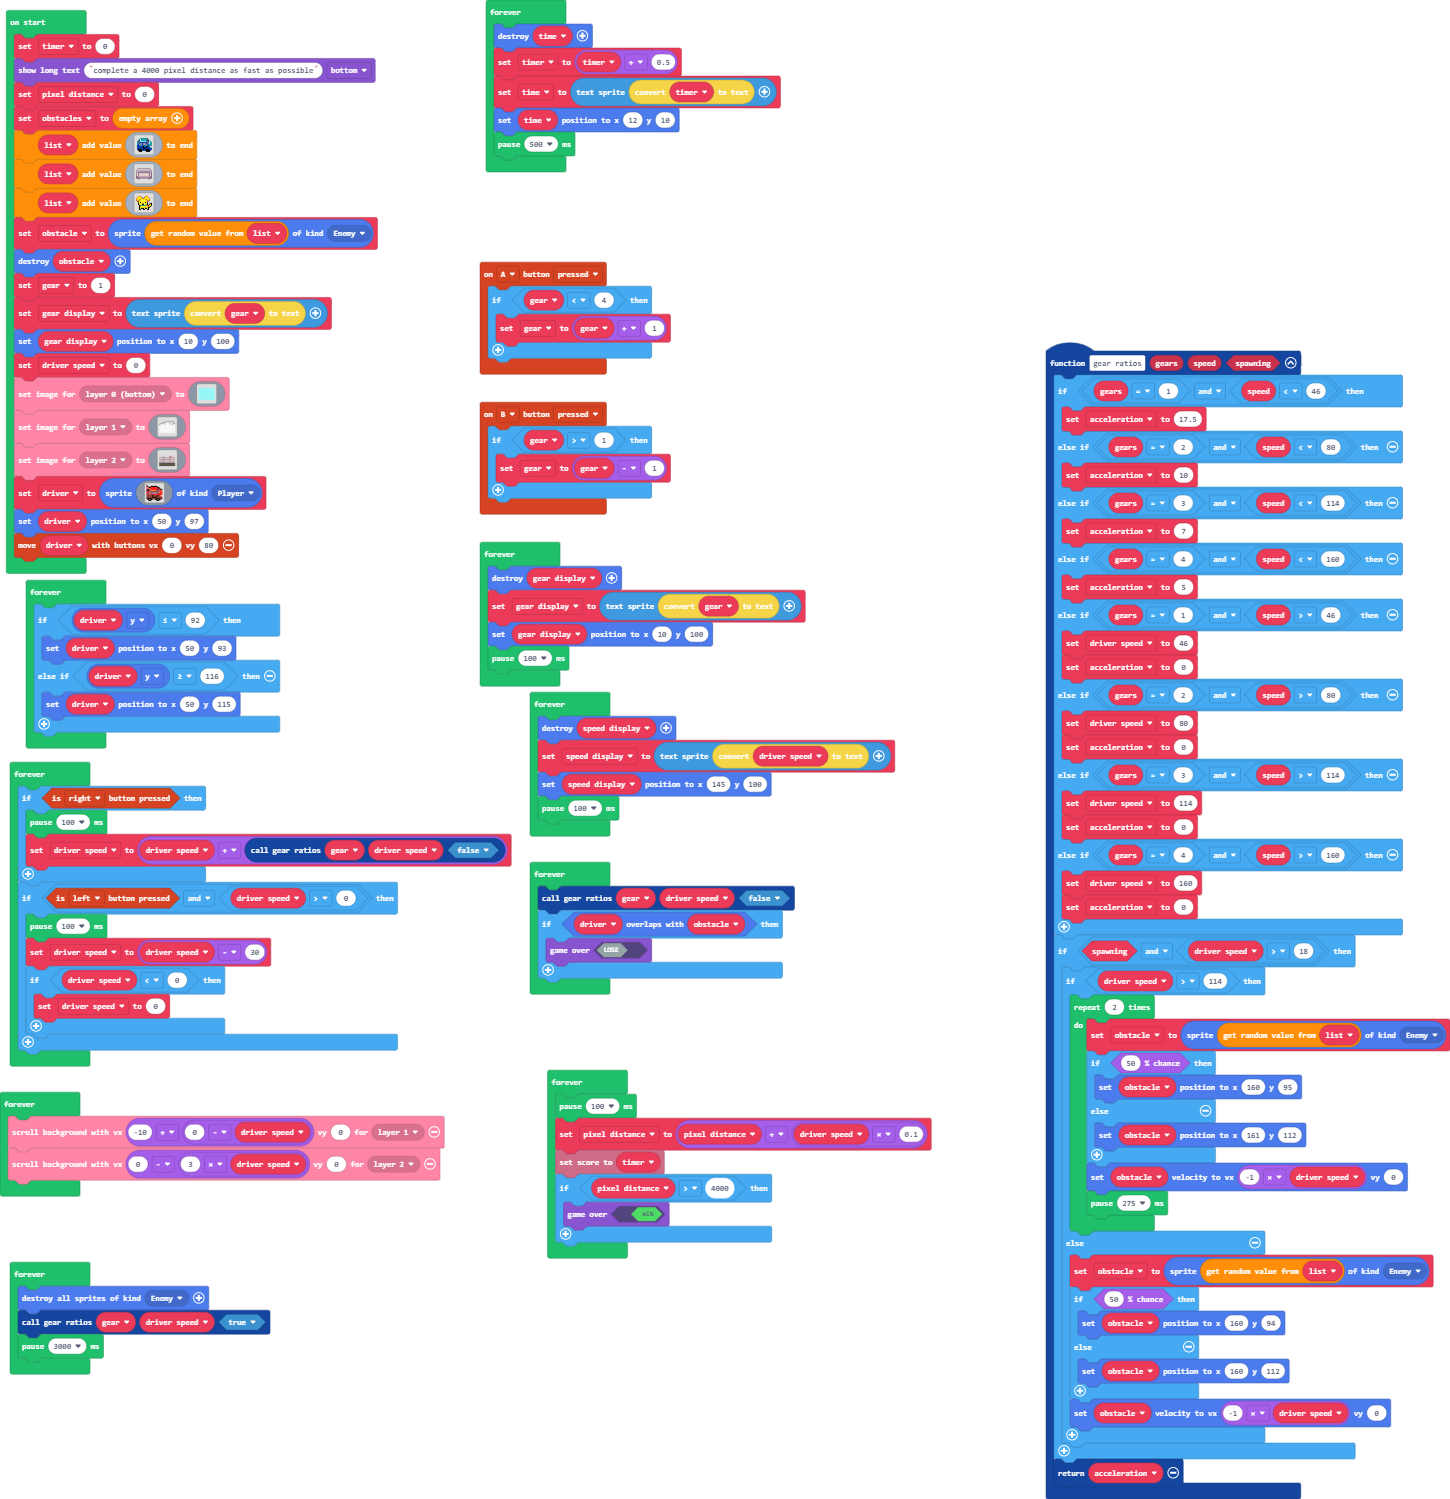 on start
set timer to 0
show long text "complete a 4000 pixel distance as fast as possible" bottom
set pixel distance to 0
set obstacles to empty array
list add value to end
list add value to end
list add value to end
set obstacle to sprite get random value from list of kind Enemy
destroy obstacle
set gear to 1
set gear display to text sprite convert gear to text
set gear display position to x 10 y 100
set driver speed to 0
set image for layer 0 (bottom) to
set image for layer 1 to
set image for layer 2 to
set driver to sprite of kind Player
set driver position to x 50 y 97
move driver with buttons vx 0 vy 80
forever
if driver y ≤ 92 then
set driver position to x 50 y 93
else if driver y ≥ 116 then
set driver position to x 50 y 115
forever
if is right button pressed then
pause 100 ms
set driver speed to driver speed + call gear ratios gear driver speed false
if is left button pressed and driver speed > 0 then
pause 100 ms
set driver speed to driver speed - 30
if driver speed < 0 then
set driver speed to 0
forever
scroll background with vx -10 + 0 - driver speed vy 0 for layer 1
scroll background with vx 0 - 3 × driver speed vy 0 for layer 2
forever
destroy all sprites of kind Enemy
call gear ratios gear driver speed true
pause 3000 ms
forever
destroy time
set timer to timer + 0.5
set time to text sprite convert timer to text
set time position to x 12 y 10
pause 500 ms
on A button pressed
if gear < 4 then
set gear to gear + 1
on B button pressed
if gear > 1 then
set gear to gear - 1
forever
destroy gear display
set gear display to text sprite convert gear to text
set gear display position to x 10 y 100
pause 100 ms
forever
destroy speed display
set speed display to text sprite convert driver speed to text
set speed display position to x 145 y 100
pause 100 ms
forever
call gear ratios gear driver speed false
if driver overlaps with obstacle then
game over LOSE
forever
pause 100 ms
set pixel distance to pixel distance + driver speed × 0.1
set score to timer
if pixel distance > 4000 then
game over WIN
function gear ratios gears speed spawning
if gears = 1 and speed < 46 then
set acceleration to 17.5
else if gears = 2 and speed < 80 then
set acceleration to 10
else if gears = 3 and speed < 114 then
set acceleration to 7
else if gears = 4 and speed < 160 then
set acceleration to 5
else if gears = 1 and speed > 46 then
set driver speed to 46
set acceleration to 0
else if gears = 2 and speed > 80 then
set driver speed to 80
set acceleration to 0
else if gears = 3 and speed > 114 then
set driver speed to 114
set acceleration to 0
else if gears = 4 and speed > 160 then
set driver speed to 160
set acceleration to 0
if spawning and driver speed > 18 then
if driver speed > 114 then
repeat 2 times
do set obstacle to sprite get random value from list of kind Enemy
if 50 % chance then
set obstacle position to x 160 y 95
else
set obstacle position to x 161 y 112
set obstacle velocity to vx -1 × driver speed vy 0
pause 275 ms
else
set obstacle to sprite get random value from list of kind Enemy
if 50 % chance then
set obstacle position to x 160 y 94
else
set obstacle position to x 160 y 112
set obstacle velocity to vx -1 × driver speed vy 0
return acceleration